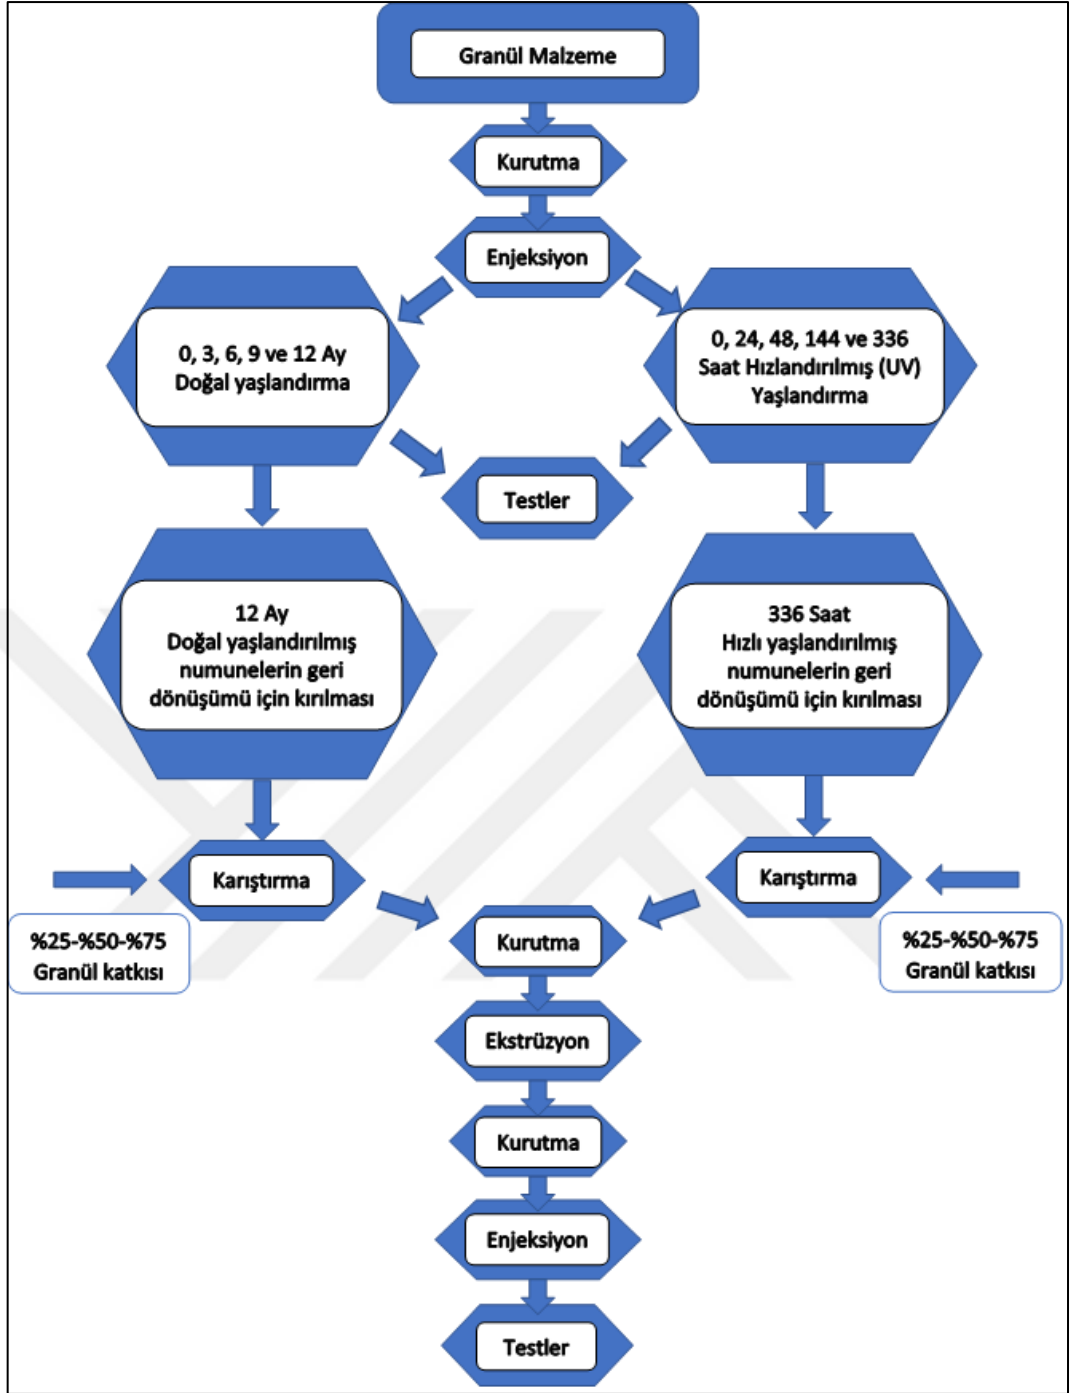 Granül Malzeme
Kurutma
Enjeksiyon
0, 3, 6, 9 ve 12 Ay
Doğal yaşlandırma
0, 24, 48, 144 ve 336
Saat Hızlandırılmış (UV)
Yaşlandırma
Testler
12 Ay
Doğal yaşlandırılmış
numunelerin geri
dönüşümü için kırılması
336 Saat
Hızlı yaşlandırılmış
numunelerin geri
dönüşümü için kırılması
Karıştırma
Karıştırma
%25-%50-%75
Granül katkısı
%25-%50-%75
Granül katkısı
Kurutma
Ekstrüzyon
Kurutma
Enjeksiyon
Testler